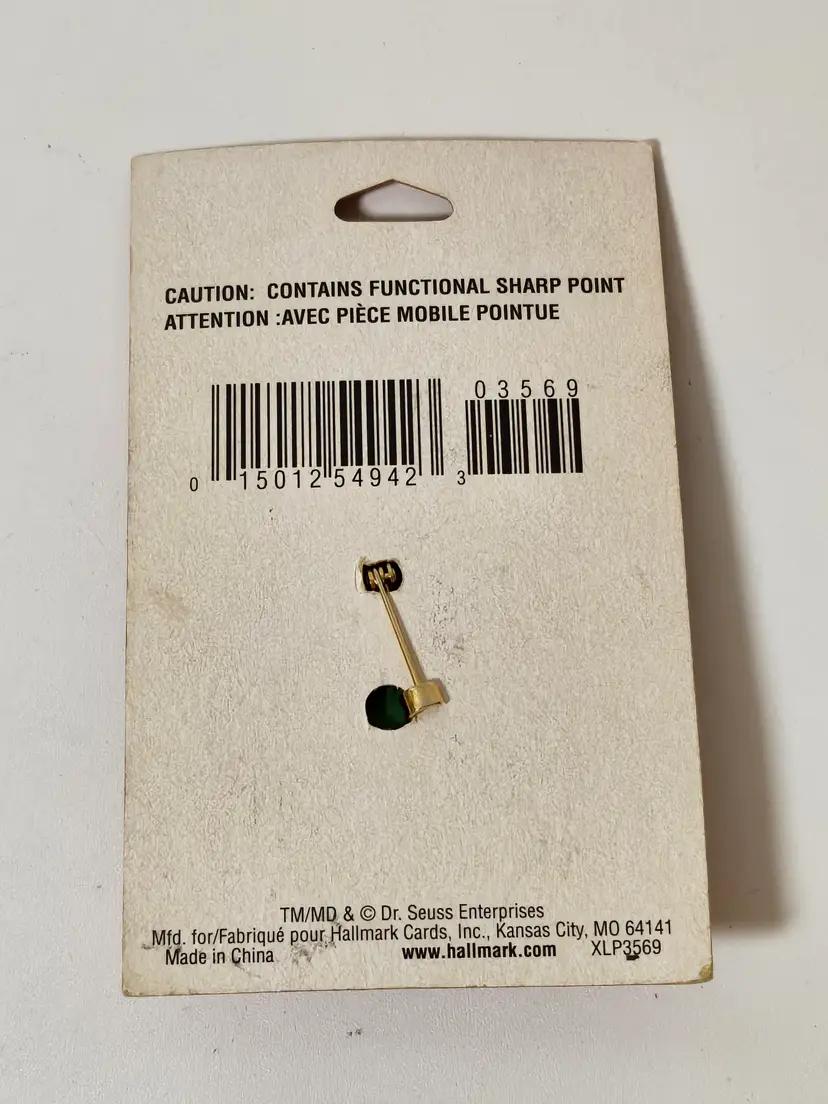 CAUTION: CONTAINS FUNCTIONAL SHARP POINT
ATTENTION :AVEC PIÈCE MOBILE POINTUE
03569
0 15012 54942 3
TM/MD & © Dr. Seuss Enterprises
Mfd. for/Fabriqué pour Hallmark Cards, Inc., Kansas City, MO 64141
Made in China www.hallmark.com XLP3569